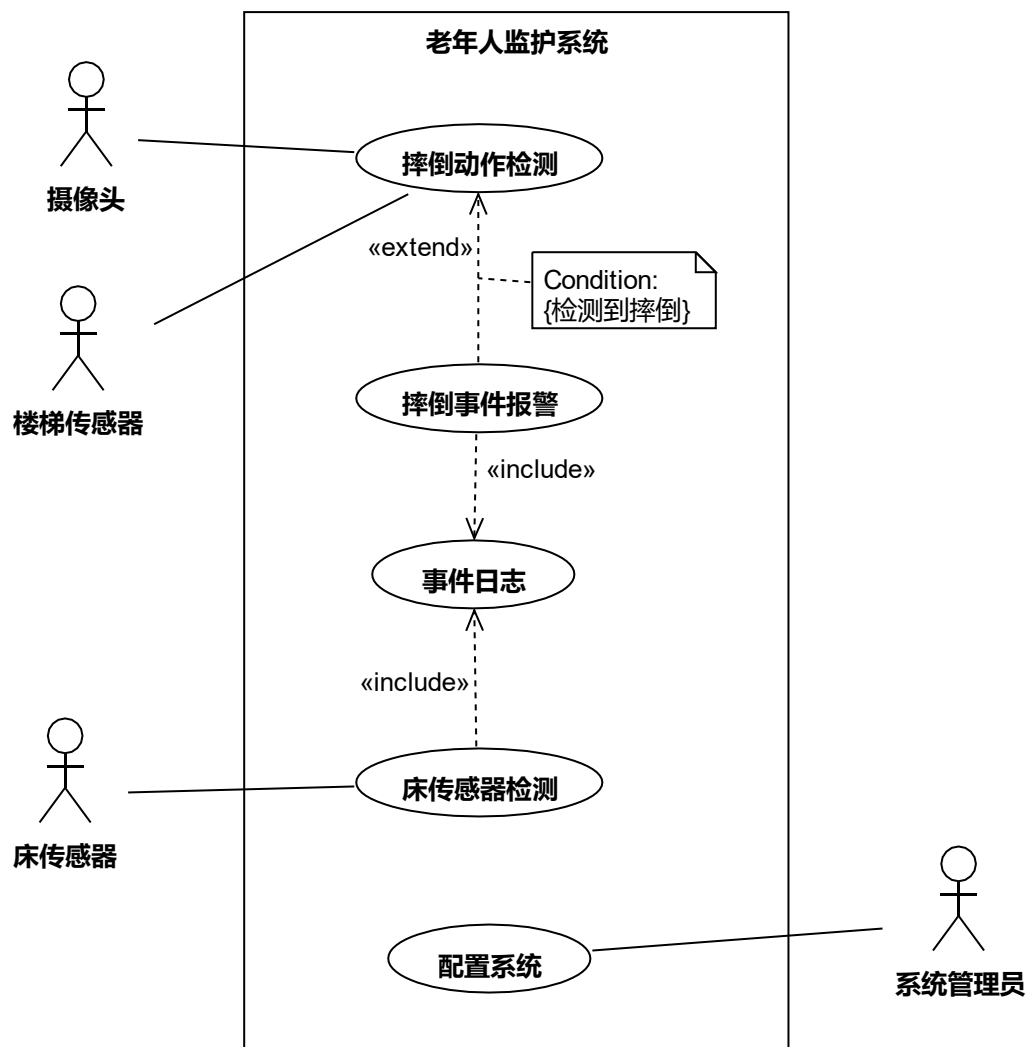 老年人监护系统
摔倒动作检测
摄像头
«extend»
Condition:
{检测到摔倒}
楼梯传感器
摔倒事件报警
«include»
事件日志
«include»
床传感器检测
床传感器
配置系统
系统管理员